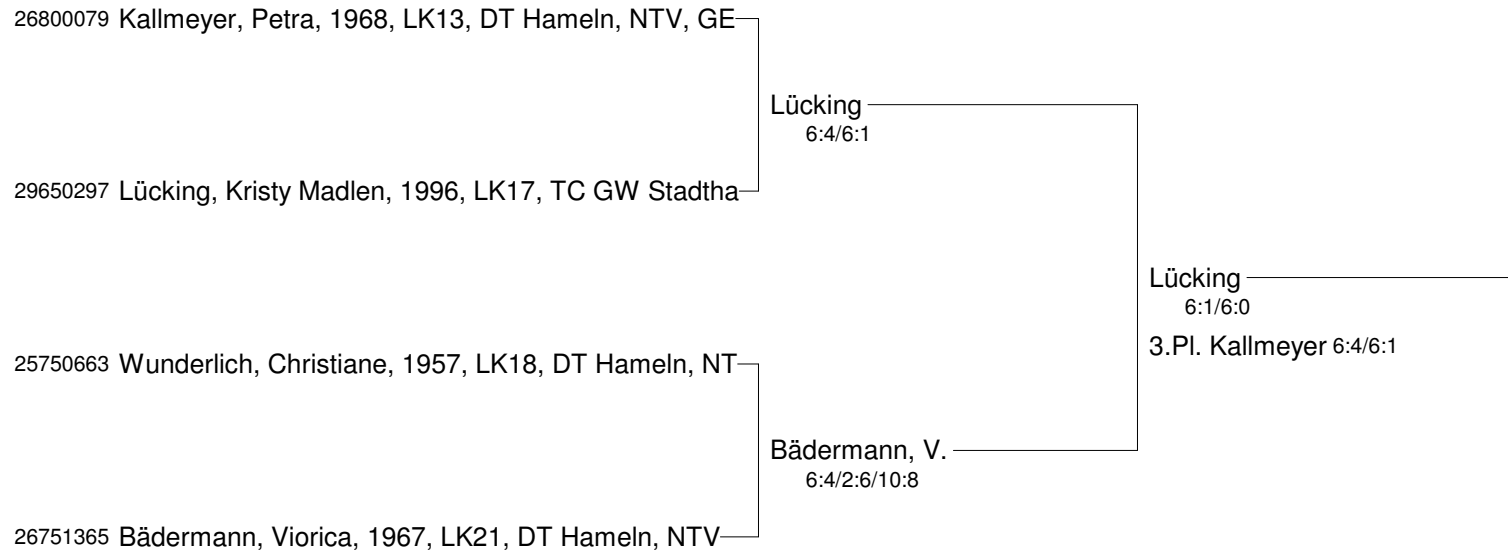 26800079 Kallmeyer, Petra, 1968, LK13, DT Hameln, NTV, GE
Lücking
6:4/6:1
29650297 Lücking, Kristy Madlen, 1996, LK17, TC GW Stadtha
Lücking
6:1/6:0
3.Pl. Kallmeyer 6:4/6:1
25750663 Wunderlich, Christiane, 1957, LK18, DT Hameln, NT
Bädermann, V.
6:4/2:6/10:8
26751365 Bädermann, Viorica, 1967, LK21, DT Hameln, NTV